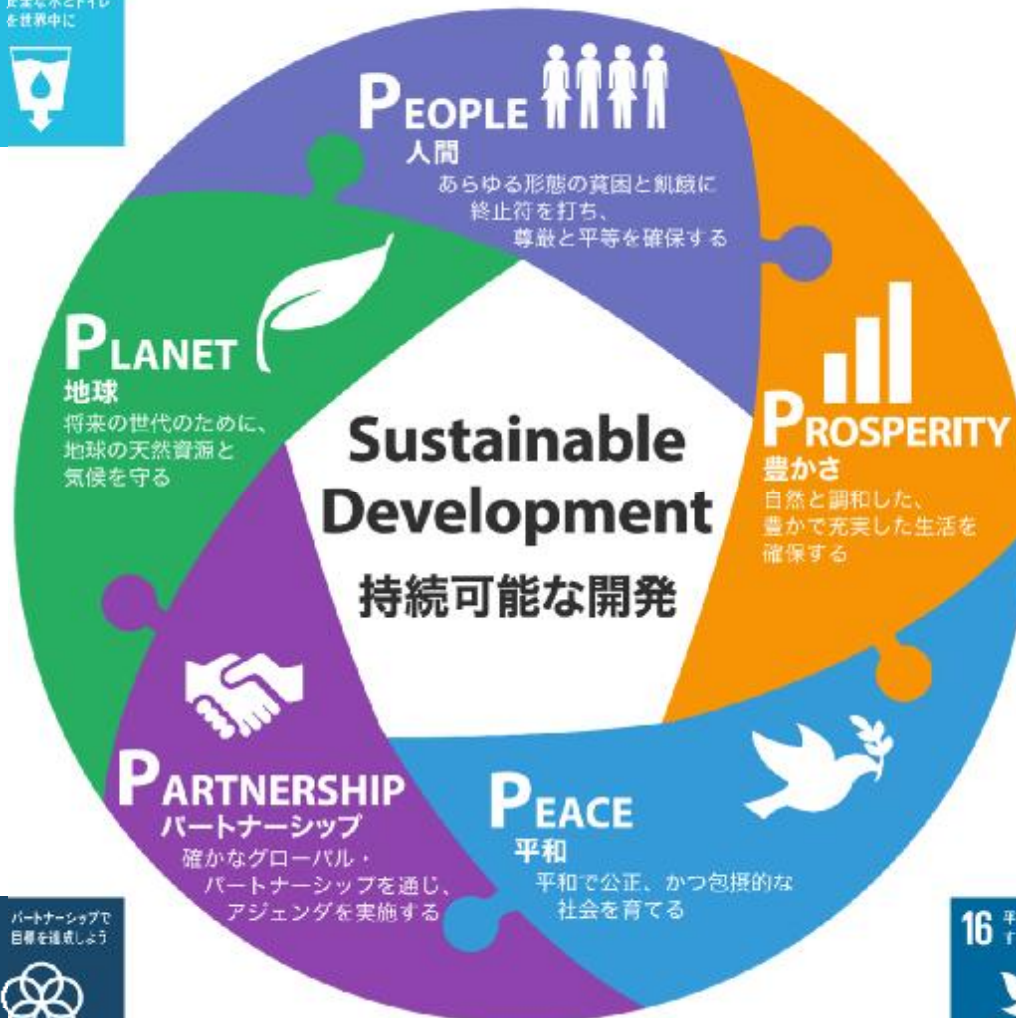 を世界中に
PEOPLE
人間
あらゆる形態の貧困と飢餓に
終止符を打ち、
尊厳と平等を確保する
PLANET
地球
将来の世代のために、
地球の天然資源と
気候を守る
Sustainable
Development
持続可能な開発
PROSPERITY
豊かさ
自然と調和した、
豊かで充実した生活を
確保する
PARTNERSHIP
パートナーシップ
確かなグローバル・
パートナーシップを通じ、
アジェンダを実施する
PEACE
平和
平和で公正、かつ包摂的な
社会を育てる
パートナーシップで
目標を達成しよう
16